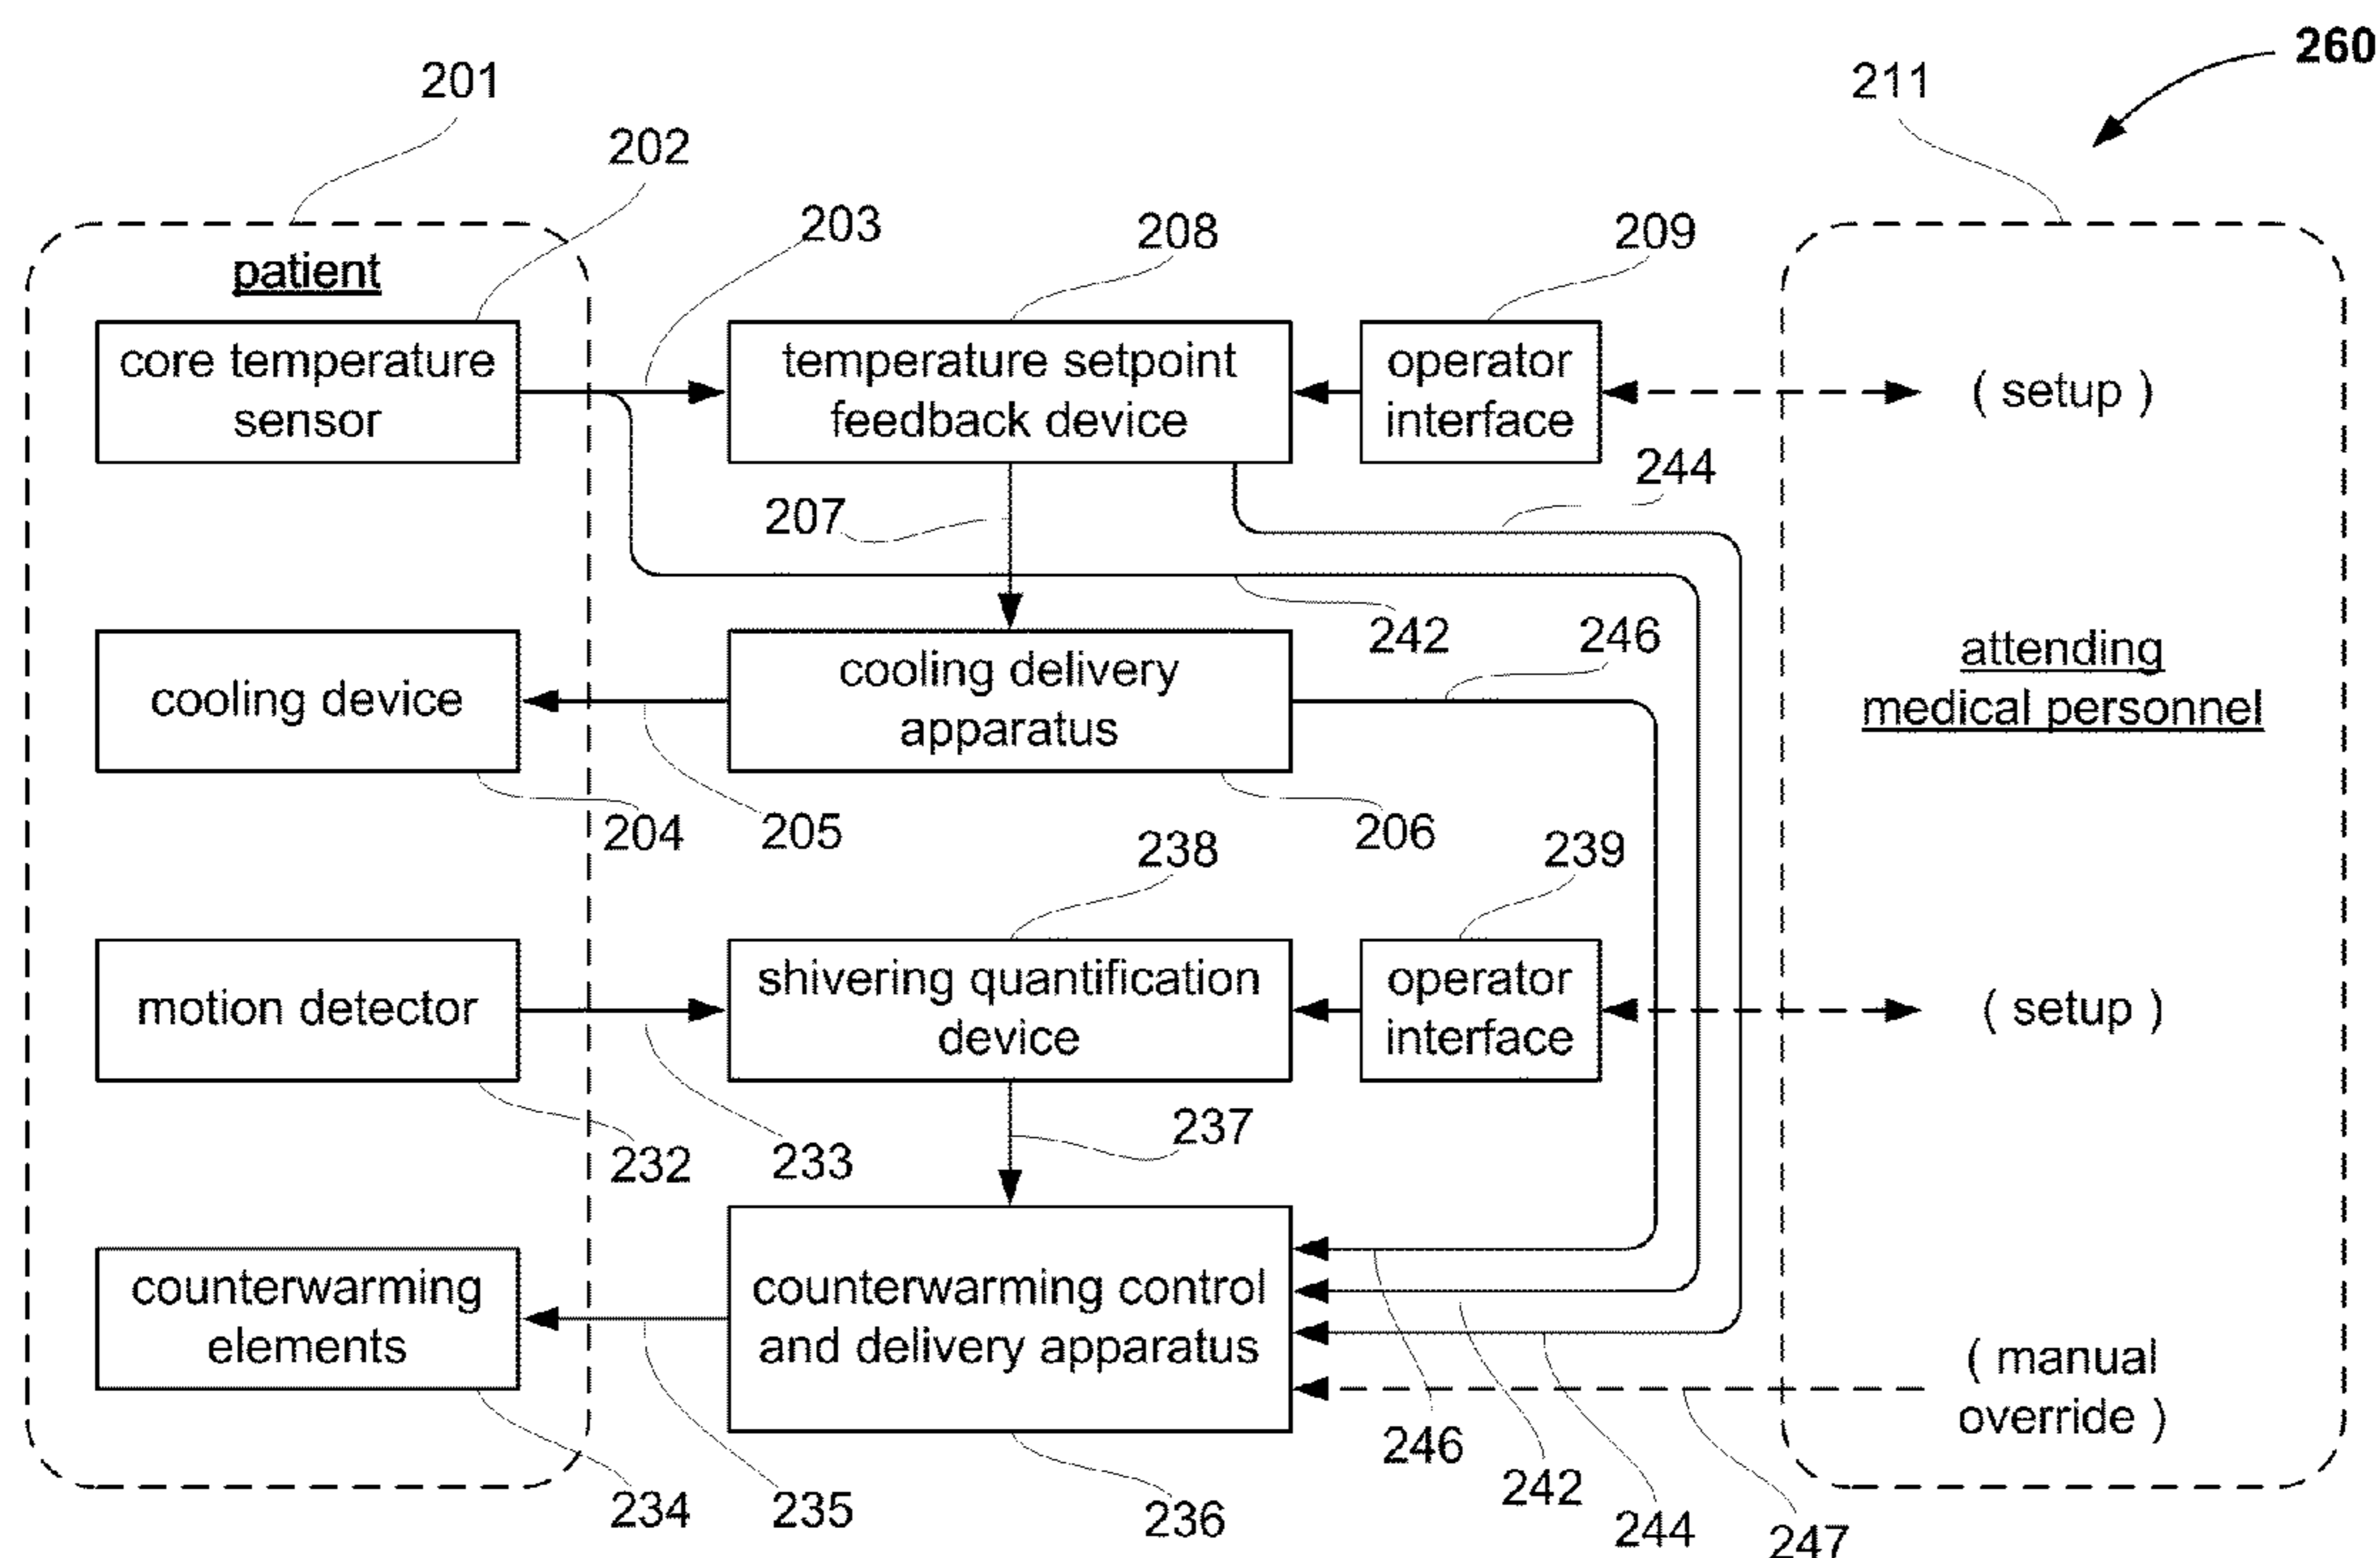 260
201
211
202
203
208
209
patient
core temperature
sensor
temperature setpoint
feedback device
operator
interface
( setup )
244
207
242
246
cooling device
cooling delivery
apparatus
attending
medical personnel
204
205
206
238
239
motion detector
shivering quantification
device
operator
interface
( setup )
237
232
233
counterwarming
elements
counterwarming control
and delivery apparatus
( manual
override )
246
242
234
235
236
244
247